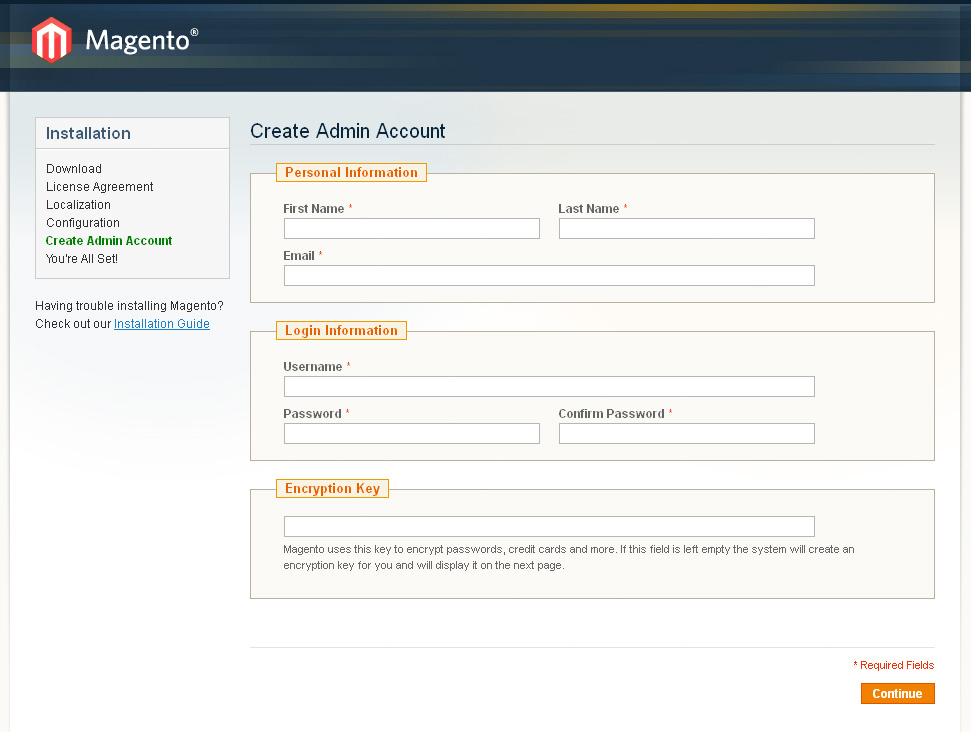 Magento®
Installation
Download
License Agreement
Localization
Configuration
Create Admin Account
You're All Set!
Having trouble installing Magento?
Check out our Installation Guide
Create Admin Account
Personal Information
First Name *
Last Name *
Email *
Login Information
Username *
Password *
Confirm Password *
Encryption Key
Magento uses this key to encrypt passwords, credit cards and more. If this field is left empty the system will create an
encryption key for you and will display it on the next page.
* Required Fields
Continue